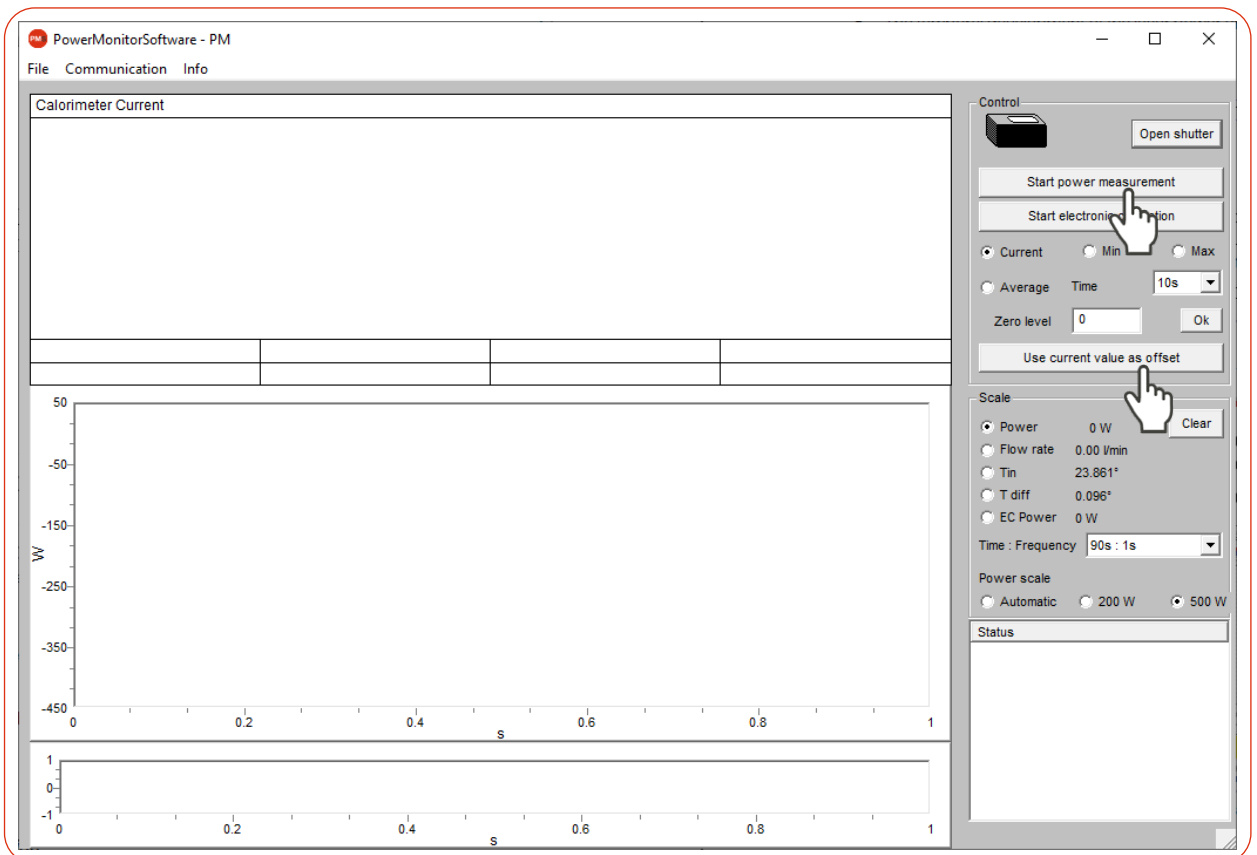 PM PowerMonitorSoftware - PM
File Communication Info
Calorimeter Current
Control
Open shutter
Start power measurement
Start electronic
Current Min Max
Average Time 10s
Zero level 0 Ok
Use current value as offset
50
-50
-150
-250
-350
-450
W
0 0.2 0.4 0.6 0.8 1
s
1
0
-1
0 0.2 0.4 0.6 0.8 1
s
Scale
Power 0 W Clear
Flow rate 0.00 l/min
Tin 23.861°
T diff 0.096°
EC Power 0 W
Time : Frequency 90s : 1s
Power scale
Automatic 200 W 500 W
Status